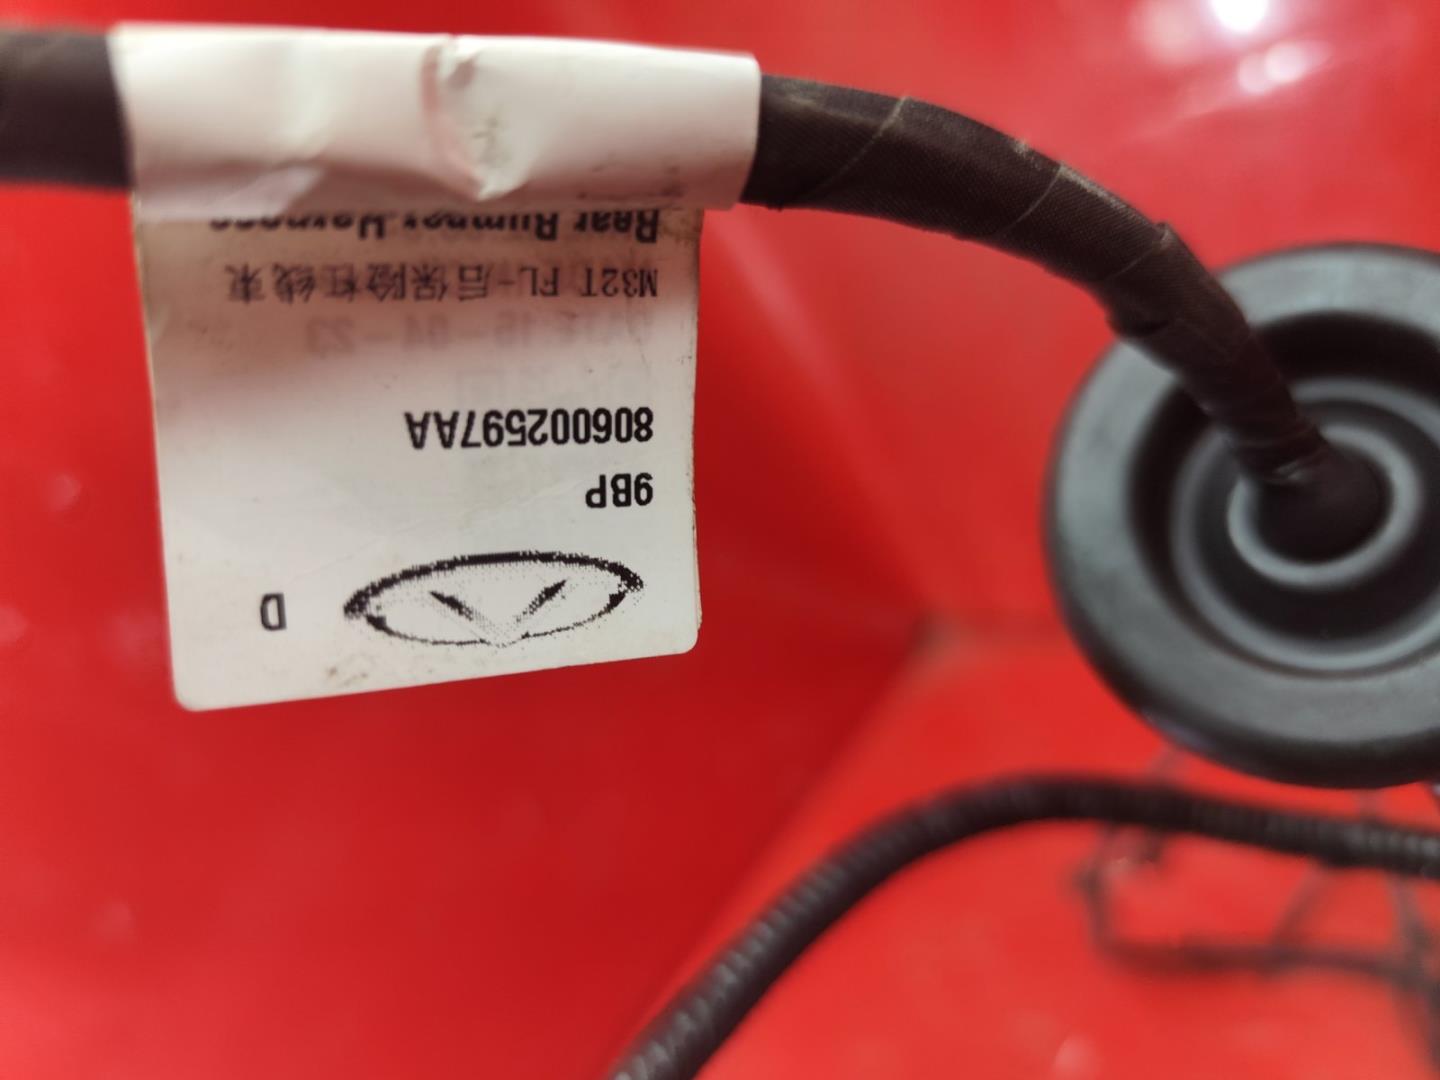 D
9BP
806002597AA
M32T FL-后保险杠线束
Rear Bumper Harness